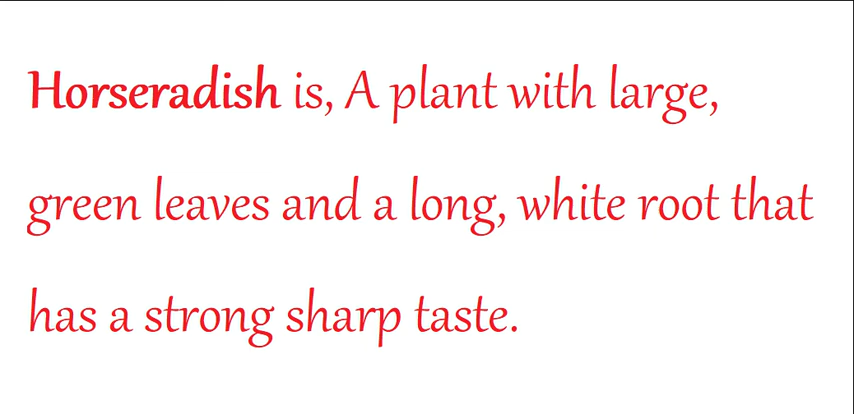 Horseradish is, A plant with large,
green leaves and a long, white root that
has a strong sharp taste.